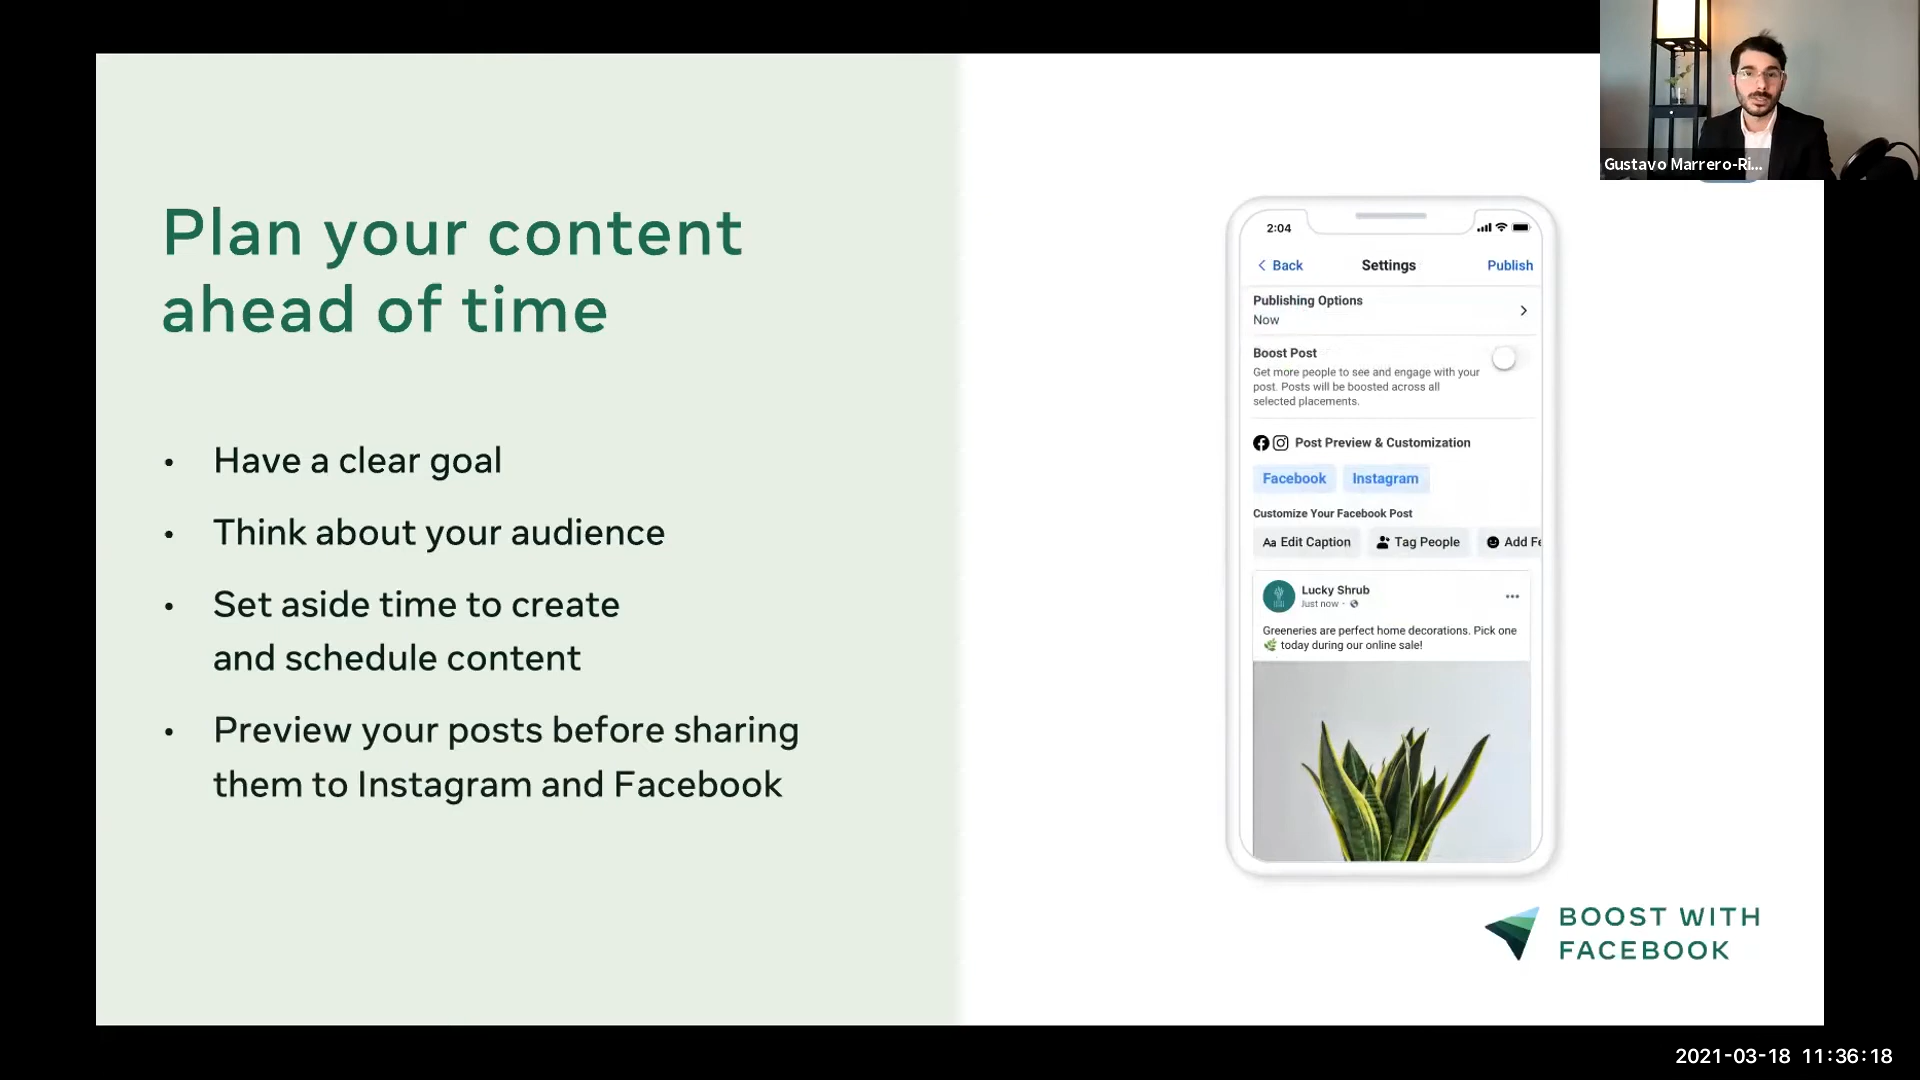 Gustavo Marrero-Ri...
Plan your content
ahead of time
• Have a clear goal
• Think about your audience
• Set aside time to create
and schedule content
• Preview your posts before sharing
them to Instagram and Facebook
2:04
Back Settings Publish
Publishing Options
Now
Boost Post
Get more people to see and engage with your
post. Posts will be boosted across all
selected placements.
Post Preview & Customization
Facebook Instagram
Customize Your Facebook Post
Aa Edit Caption Tag People Add Fe
Lucky Shrub
Just now ·
Greeneries are perfect home decorations. Pick one
🌿 today during our online sale!
BOOST WITH
FACEBOOK
2021-03-18 11:36:18